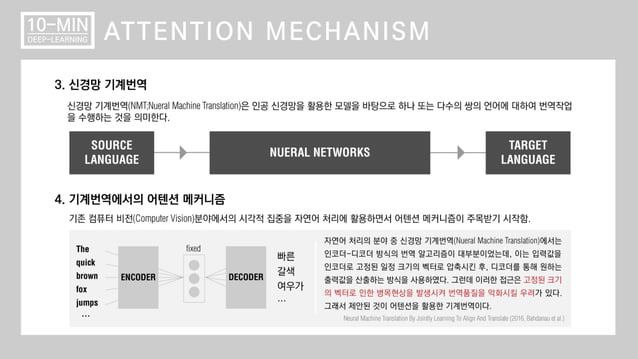 10-MIN
DEEP-LEARNING
ATTENTION MECHANISM
3. 신경망 기계번역
신경망 기계번역(NMT;Nueral Machine Translation)은 인공 신경망을 활용한 모델을 바탕으로 하나 또는 다수의 쌍의 언어에 대하여 번역작업
을 수행하는 것을 의미한다.
SOURCE
LANGUAGE
NUERAL NETWORKS
TARGET
LANGUAGE
4. 기계번역에서의 어텐션 메커니즘
기존 컴퓨터 비전(Computer Vision)분야에서의 시각적 집중을 자연어 처리에 활용하면서 어텐션 메커니즘이 주목받기 시작함.
The
quick
brown
fox
jumps
...
ENCODER
fixed
DECODER
빠른
갈색
여우가
...
자연어 처리의 분야 중 신경망 기계번역(Nueral Machine Translation)에서는
인코더-디코더 방식의 번역 알고리즘이 대부분이었는데, 이는 입력값을
인코더로 고정된 일정 크기의 벡터로 압축시킨 후, 디코더를 통해 원하는
출력값을 산출하는 방식을 사용하였다. 그런데 이러한 접근은 고정된 크기
의 벡터로 인한 병목현상을 발생시켜 번역품질을 악화시킬 우려가 있다.
그래서 제안된 것이 어텐션을 활용한 기계번역이다.
Neural Machine Translation By Jointly Learning To Align And Translate (2016, Bahdanau et al.)